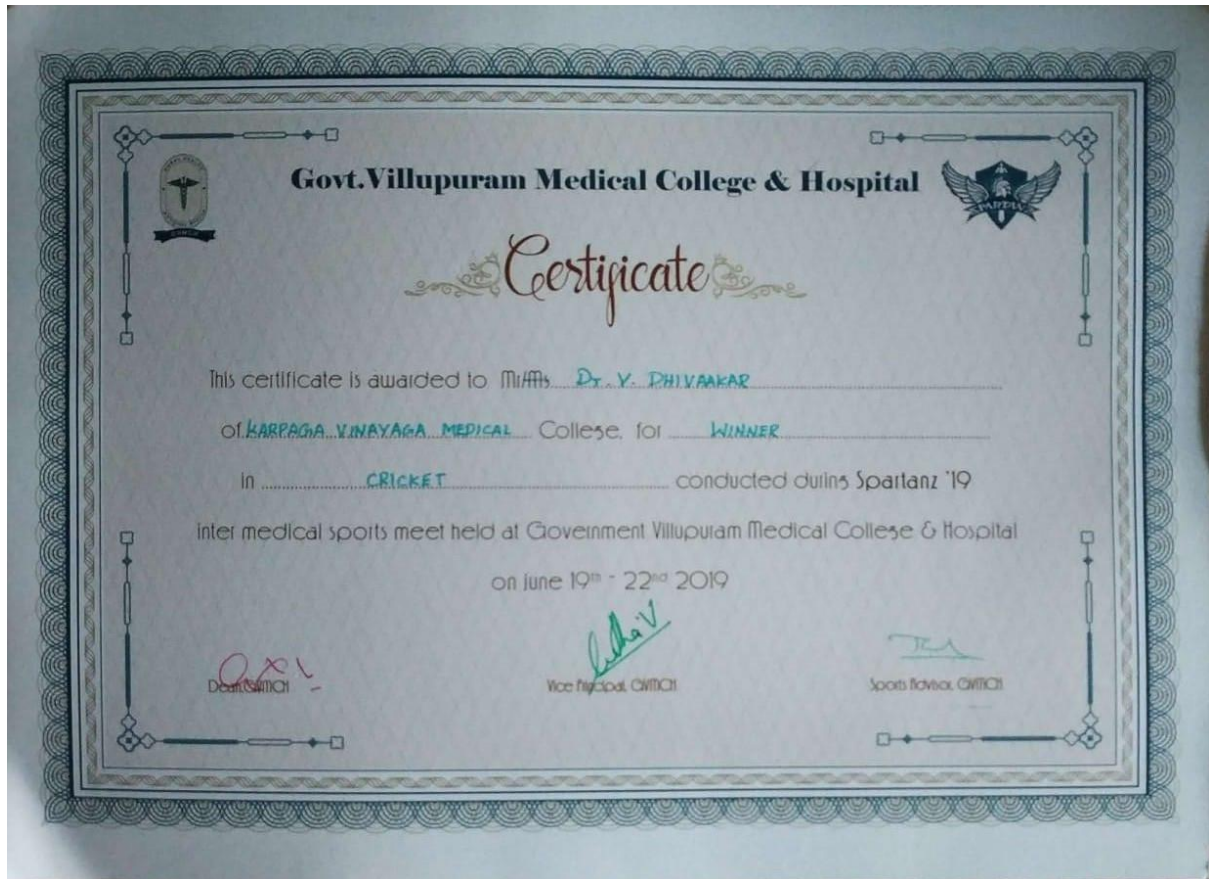 Govt.Villupuram Medical College & Hospital
SPARTANZ
Certificate
This certificate is awarded to Mr/Ms Dr. V. DHIVAAKAR
of KARPAGA VINAYAGA MEDICAL College, for WINNER
in CRICKET conducted during Spartanz '19
inter medical sports meet held at Government Villupuram Medical College & Hospital
on june 19th - 22nd 2019
Dean, GVMCH Vice Principal, GVMCH Sports Advisor, GVMCH